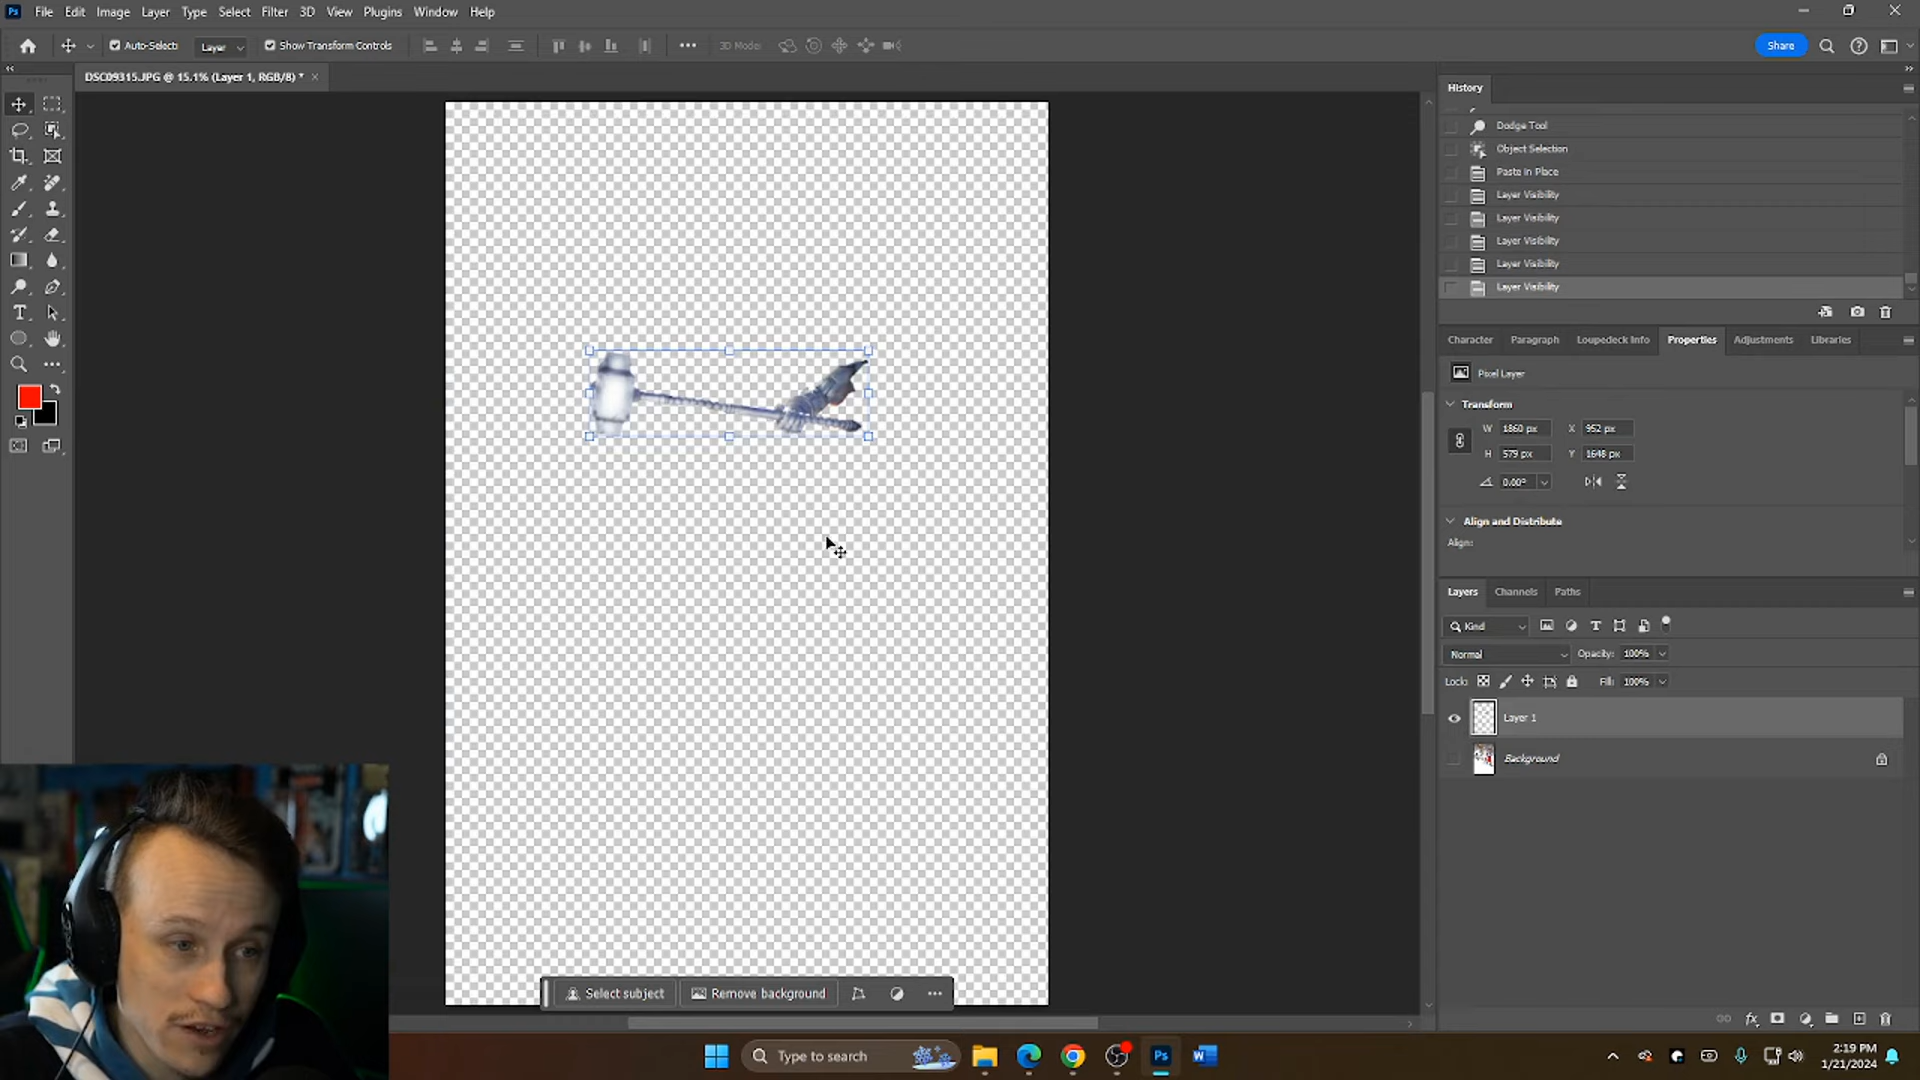 Ps File Edit Image Layer Type Select Filter 3D View Plugins Window Help
Auto-Select: Layer Show Transform Controls 3D Mode: Share
DSC09315.JPG @ 15.1% (Layer 1, RGB/8) *
History
Dodge Tool
Object Selection
Paste In Place
Layer Visibility
Layer Visibility
Layer Visibility
Layer Visibility
Layer Visibility
Character Paragraph Loupedeck Info Properties Adjustments Libraries
Pixel Layer
Transform
W 1860 px X 952 px
H 579 px Y 1648 px
0.00°
Align and Distribute
Align:
Layers Channels Paths
Kind
Normal Opacity: 100%
Lock: Fill: 100%
Layer 1
Background
Select subject Remove background
fx
Type to search Ps W
2:19 PM
1/21/2024